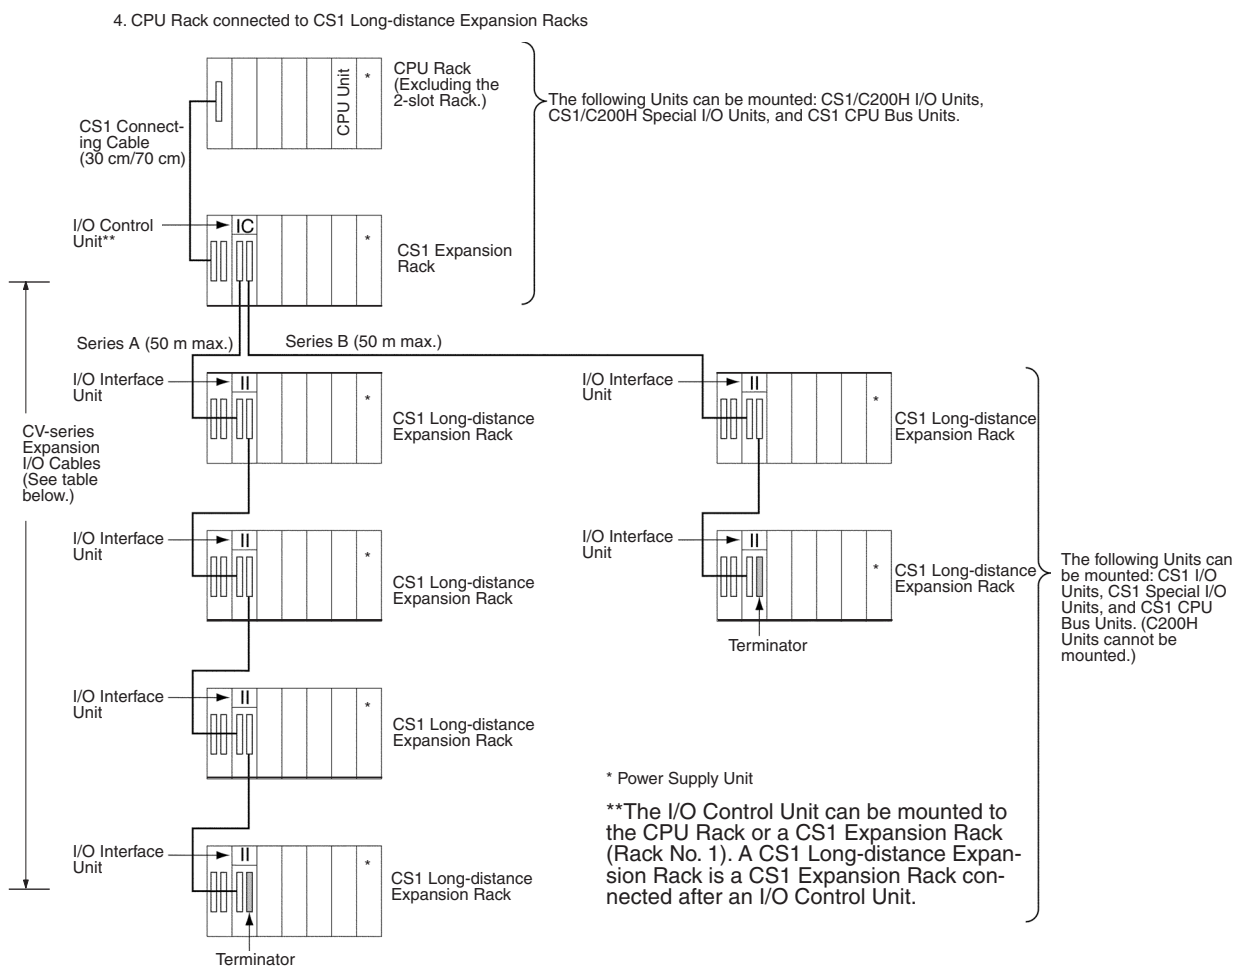 4. CPU Rack connected to CS1 Long-distance Expansion Racks
CPU Unit
*
CPU Rack
(Excluding the
2-slot Rack.)
The following Units can be mounted: CS1/C200H I/O Units,
CS1/C200H Special I/O Units, and CS1 CPU Bus Units.
CS1 Connect-
ing Cable
(30 cm/70 cm)
I/O Control
Unit**
IC
*
CS1 Expansion
Rack
Series A (50 m max.)
Series B (50 m max.)
I/O Interface
Unit
II
*
CS1 Long-distance
Expansion Rack
I/O Interface
Unit
II
*
CS1 Long-distance
Expansion Rack
CV-series
Expansion
I/O Cables
(See table
below.)
I/O Interface
Unit
II
*
CS1 Long-distance
Expansion Rack
I/O Interface
Unit
II
*
CS1 Long-distance
Expansion Rack
Terminator
The following Units can
be mounted: CS1 I/O
Units, CS1 Special I/O
Units, and CS1 CPU
Bus Units. (C200H
Units cannot be
mounted.)
I/O Interface
Unit
II
*
CS1 Long-distance
Expansion Rack
* Power Supply Unit
**The I/O Control Unit can be mounted to
the CPU Rack or a CS1 Expansion Rack
(Rack No. 1). A CS1 Long-distance Expan-
sion Rack is a CS1 Expansion Rack con-
nected after an I/O Control Unit.
I/O Interface
Unit
II
*
CS1 Long-distance
Expansion Rack
Terminator